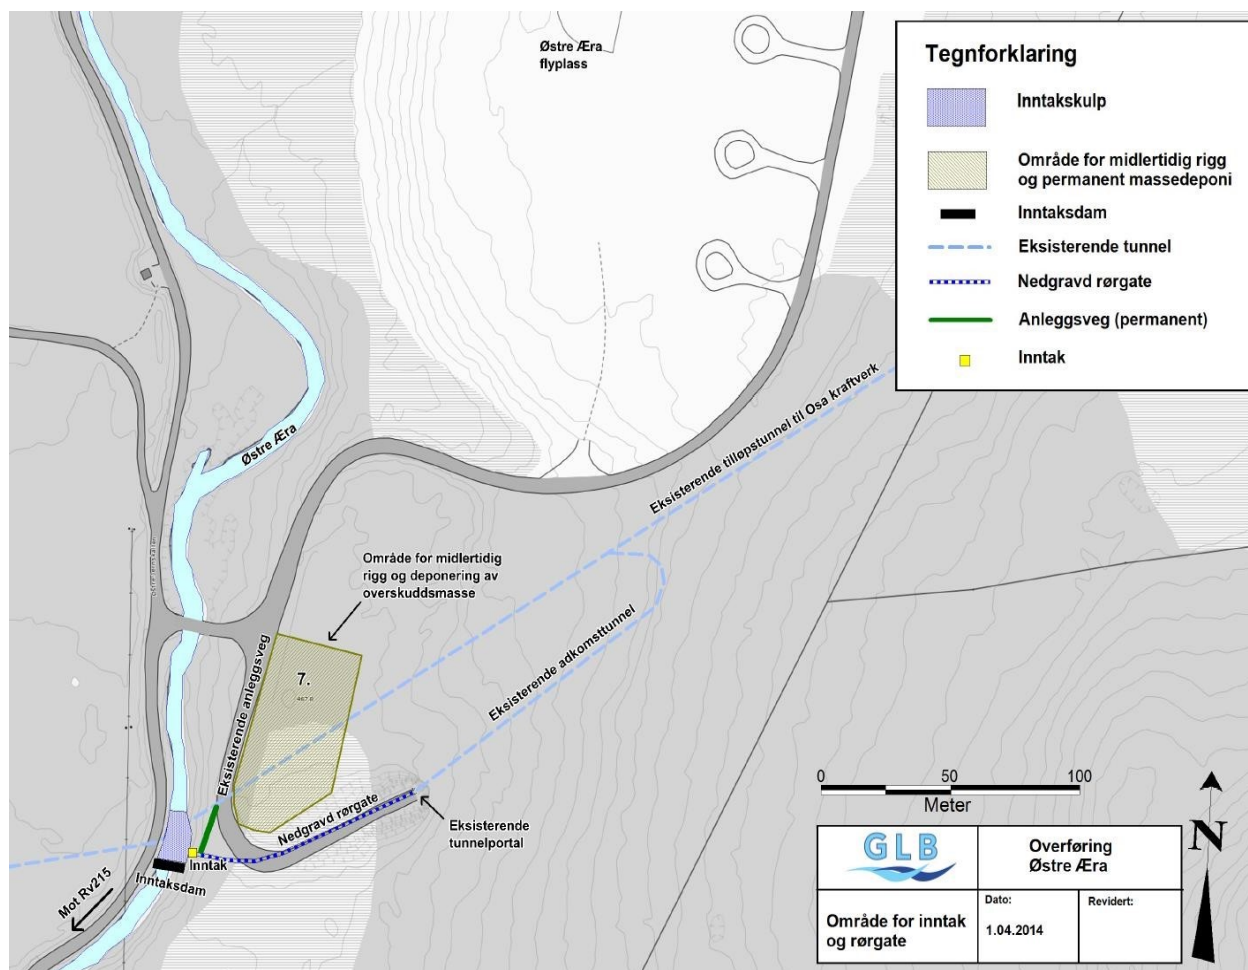 Østre Æra
flyplass
Tegnforklaring
Inntakskulp
Område for midlertidig rigg
og permanent massedeponi
Inntaksdam
Eksisterende tunnel
Nedgravd rørgate
Anleggsveg (permanent)
Inntak
Østre Æra
Eksisterende tilløpstunnel til Osa kraftverk
Område for midlertidig
rigg og deponering av
overskuddsmasse
Eksisterende adkomsttunnel
Eksisterende anleggsveg
7.
Nedgravd rørgate
Eksisterende
tunnelportal
Inntak
Inntaksdam
Mot Rv215
0 50 100
Meter
N
GLB
Overføring
Østre Æra
Område for inntak
og rørgate
Dato:
1.04.2014
Revidert: